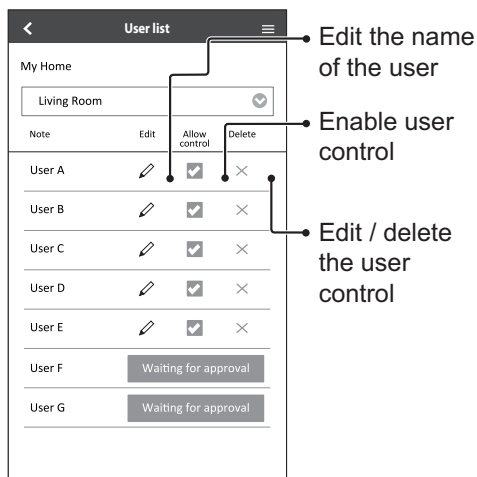 User list
My Home
Living Room
Note Edit Allow control Delete
User A
User B
User C
User D
User E
User F Waiting for approval
User G Waiting for approval
Edit the name
of the user
Enable user
control
Edit / delete
the user
control